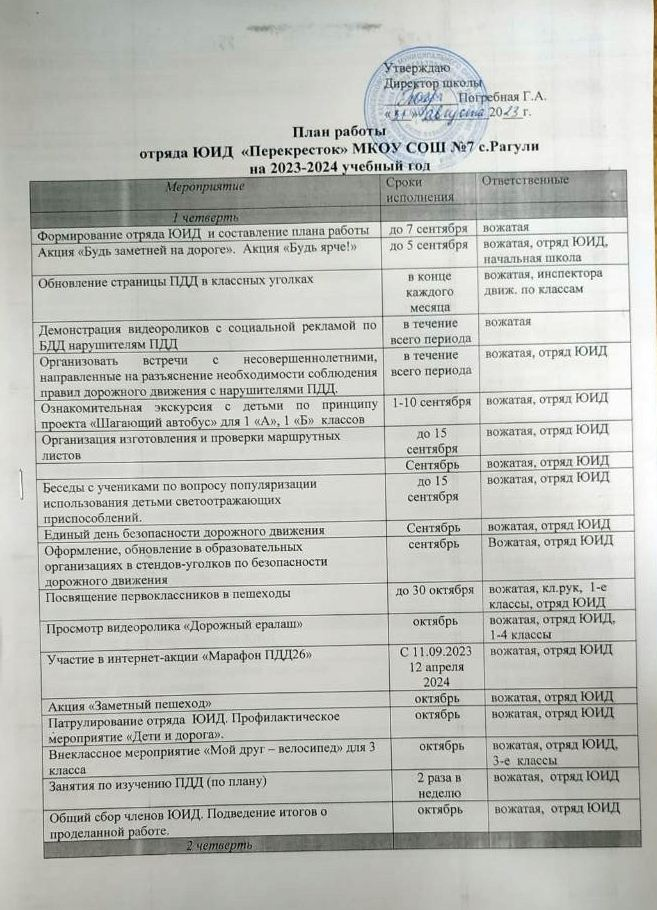 Утверждаю
Директор школы
Погребная Г.А.
«31» августа 2023 г.
План работы
отряда ЮИД «Перекресток» МКОУ СОШ №7 с.Рагули
на 2023-2024 учебный год
Мероприятие Сроки исполнения Ответственные
1 четверть
Формирование отряда ЮИД и составление плана работы до 7 сентября вожатая
Акция «Будь заметней на дороге». Акция «Будь ярче!» до 5 сентября вожатая, отряд ЮИД,
начальная школа
Обновление страницы ПДД в классных уголках в конце вожатая, инспектора
каждого движ. по классам
месяца
Демонстрация видеороликов с социальной рекламой по в течение вожатая
БДД нарушителям ПДД всего периода
Организовать встречи с несовершеннолетними, в течение вожатая, отряд ЮИД
направленные на разъяснение необходимости соблюдения всего периода
правил дорожного движения с нарушителями ПДД.
Ознакомительная экскурсия с детьми по принципу 1-10 сентября вожатая, отряд ЮИД
проекта «Шагающий автобус» для 1 «А», 1 «Б» классов
Организация изготовления и проверки маршрутных до 15 вожатая, отряд ЮИД
листов сентября
Сентябрь вожатая, отряд ЮИД
Беседы с учениками по вопросу популяризации до 15 вожатая, отряд ЮИД
использования детьми светоотражающих сентября
приспособлений.
Единый день безопасности дорожного движения Сентябрь вожатая, отряд ЮИД
Оформление, обновление в образовательных сентябрь Вожатая, отряд ЮИД
организациях в стендов-уголков по безопасности
дорожного движения
Посвящение первоклассников в пешеходы до 30 октября вожатая, кл.рук, 1-е
классы, отряд ЮИД
Просмотр видеоролика «Дорожный ералаш» октябрь вожатая, отряд ЮИД,
1-4 классы
Участие в интернет-акции «Марафон ПДД26» С 11.09.2023 вожатая, отряд ЮИД
12 апреля
2024
Акция «Заметный пешеход» октябрь вожатая, отряд ЮИД
Патрулирование отряда ЮИД. Профилактическое октябрь вожатая, отряд ЮИД
мероприятие «Дети и дорога».
Внеклассное мероприятие «Мой друг – велосипед» для 3 октябрь вожатая, отряд ЮИД,
класса 3-е классы
Занятия по изучению ПДД (по плану) 2 раза в вожатая, отряд ЮИД
неделю
Общий сбор членов ЮИД. Подведение итогов о октябрь вожатая, отряд ЮИД
проделанной работе.
2 четверть